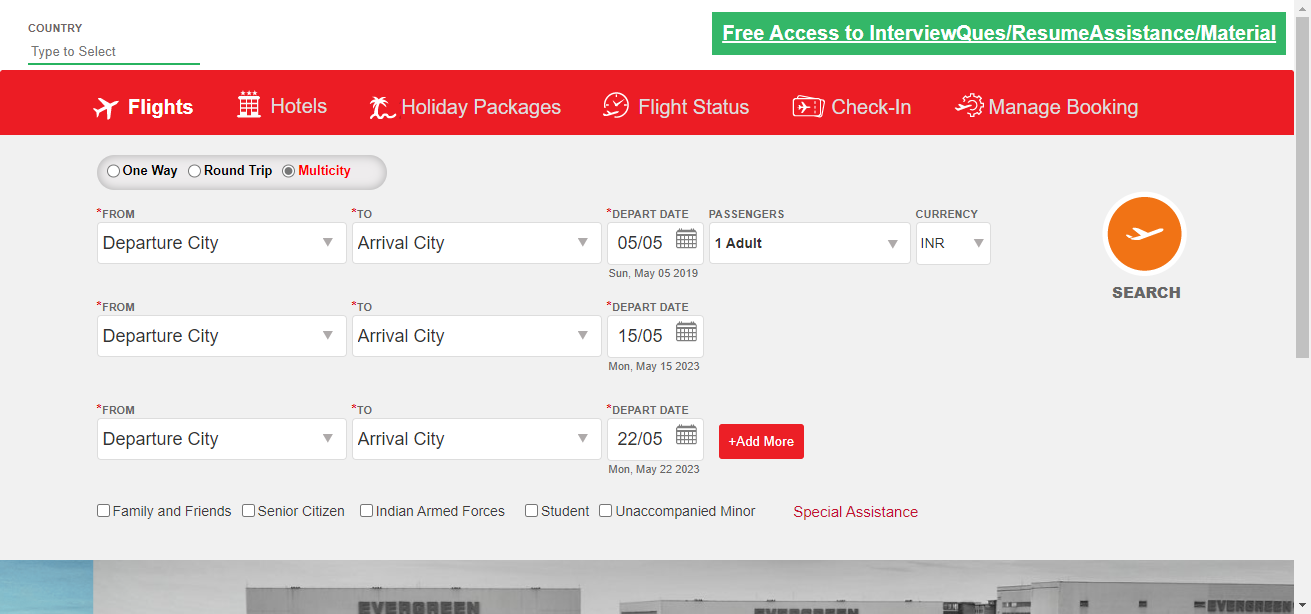 COUNTRY
Type to Select
Free Access to InterviewQues/ResumeAssistance/Material
Flights Hotels Holiday Packages Flight Status Check-In Manage Booking
One Way Round Trip Multicity
*FROM *TO *DEPART DATE PASSENGERS CURRENCY
Departure City Arrival City 05/05 1 Adult INR
Sun, May 05 2019
SEARCH
*FROM *TO *DEPART DATE
Departure City Arrival City 15/05
Mon, May 15 2023
*FROM *TO *DEPART DATE
Departure City Arrival City 22/05 +Add More
Mon, May 22 2023
Family and Friends Senior Citizen Indian Armed Forces Student Unaccompanied Minor Special Assistance
EVERGREEN EVERGREEN EVERGREEN